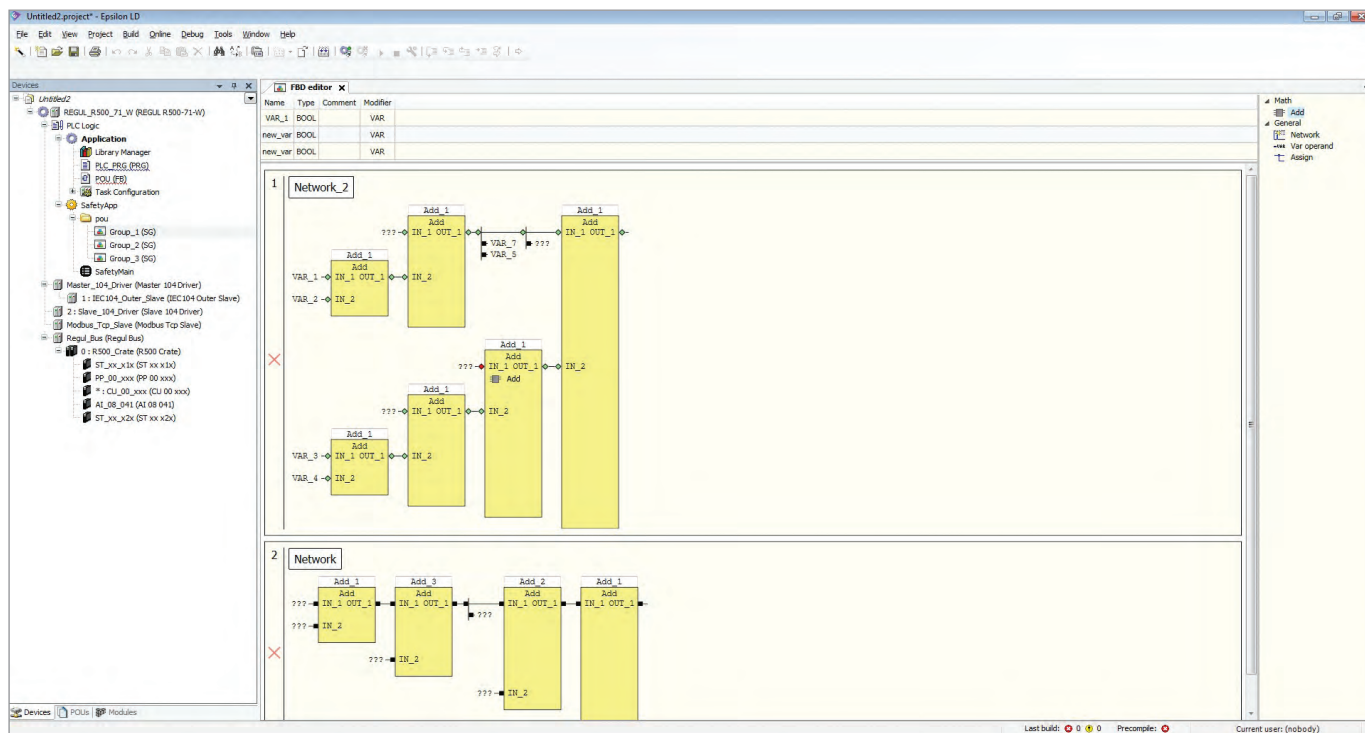 Untitled2.project* - Epsilon LD
File Edit View Project Build Online Debug Tools Window Help
Devices
Untitled2
REGUL_R500_71_W (REGUL R500-71-W)
PLC Logic
Application
Library Manager
PLC_PRG (PRG)
POU (FB)
Task Configuration
SafetyApp
pou
Group_1 (SG)
Group_2 (SG)
Group_3 (SG)
SafetyMain
Master_104_Driver (Master 104 Driver)
1 : IEC104_Outer_Slave (IEC104 Outer Slave)
2 : Slave_104_Driver (Slave 104 Driver)
Modbus_Tcp_Slave (Modbus Tcp Slave)
Regul_Bus (Regul Bus)
0 : R500_Crate (R500 Crate)
ST_xx_x1x (ST xx x1x)
PP_00_xxx (PP 00 xxx)
* : CU_00_xxx (CU 00 xxx)
AI_08_041 (AI 08 041)
ST_xx_x2x (ST xx x2x)
Devices POUs Modules
FBD editor
Name Type Comment Modifier
VAR_1 BOOL VAR
new_var BOOL VAR
new_var BOOL VAR
1 Network_2
Add_1 Add_1
Add Add
??? IN_1 OUT_1 IN_1 OUT_1
VAR_7 ???
VAR_5
Add_1
Add
VAR_1 IN_1 OUT_1 IN_2
VAR_2 IN_2
Add_1
Add
??? IN_1 OUT_1 IN_2
Add
Add_1
Add
??? IN_1 OUT_1 IN_2
Add_1
Add
VAR_3 IN_1 OUT_1 IN_2
VAR_4 IN_2
2 Network
Add_1 Add_3 Add_2 Add_1
Add Add Add Add
??? IN_1 OUT_1 IN_1 OUT_1 IN_1 OUT_1 IN_1 OUT_1
???
??? IN_2
??? IN_2
??? IN_2
Math
Add
General
Network
Var operand
Assign
Last build: 0 0 Precompile: Current user: (nobody)